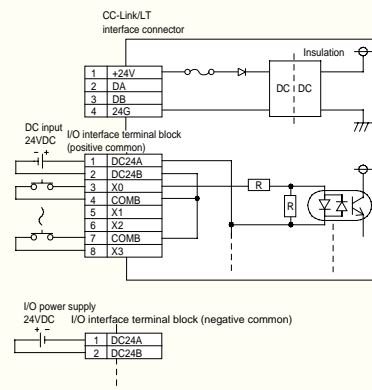 CC-Link/LT
interface connector
Insulation
1 +24V
2 DA
3 DB
4 24G
DC DC
DC input
24VDC
I/O interface terminal block
(positive common)
- +
1 DC24A
2 DC24B
3 X0
4 COMB
5 X1
6 X2
7 COMB
8 X3
R
R
I/O power supply
24VDC
I/O interface terminal block (negative common)
+ -
1 DC24A
2 DC24B